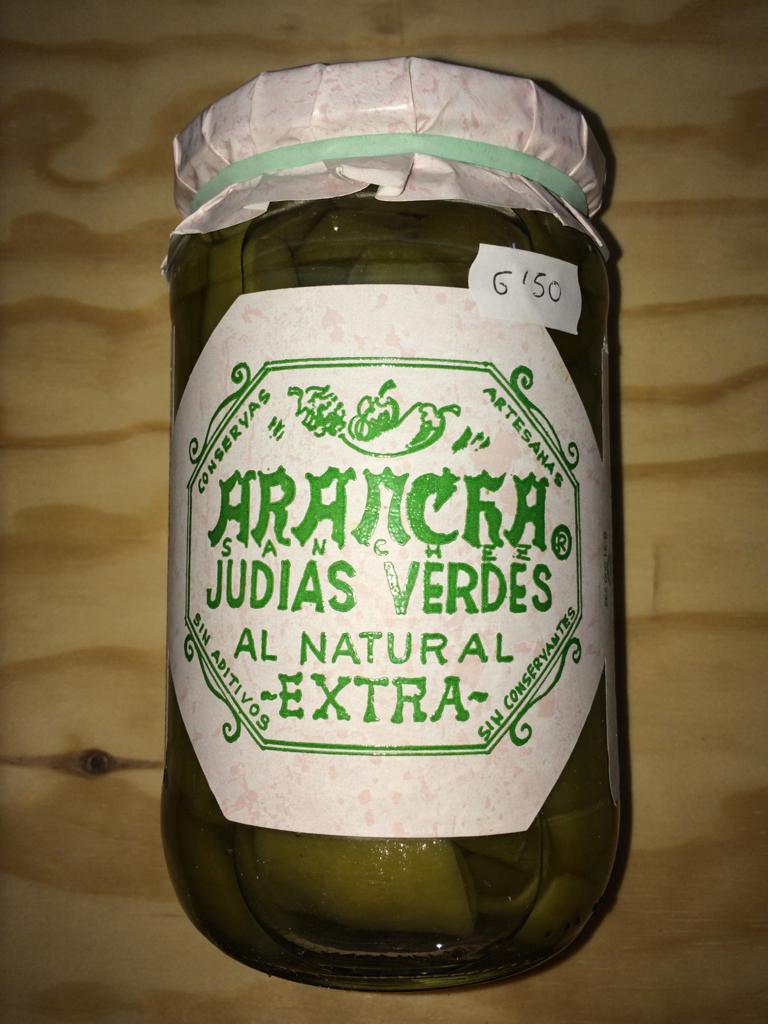 6'50
CONSERVAS
ARTESANAS
ARANCHA
SANCHEZ ®
JUDIAS VERDES
AL NATURAL
SIN ADITIVOS
SIN CONSERVANTES
-EXTRA-